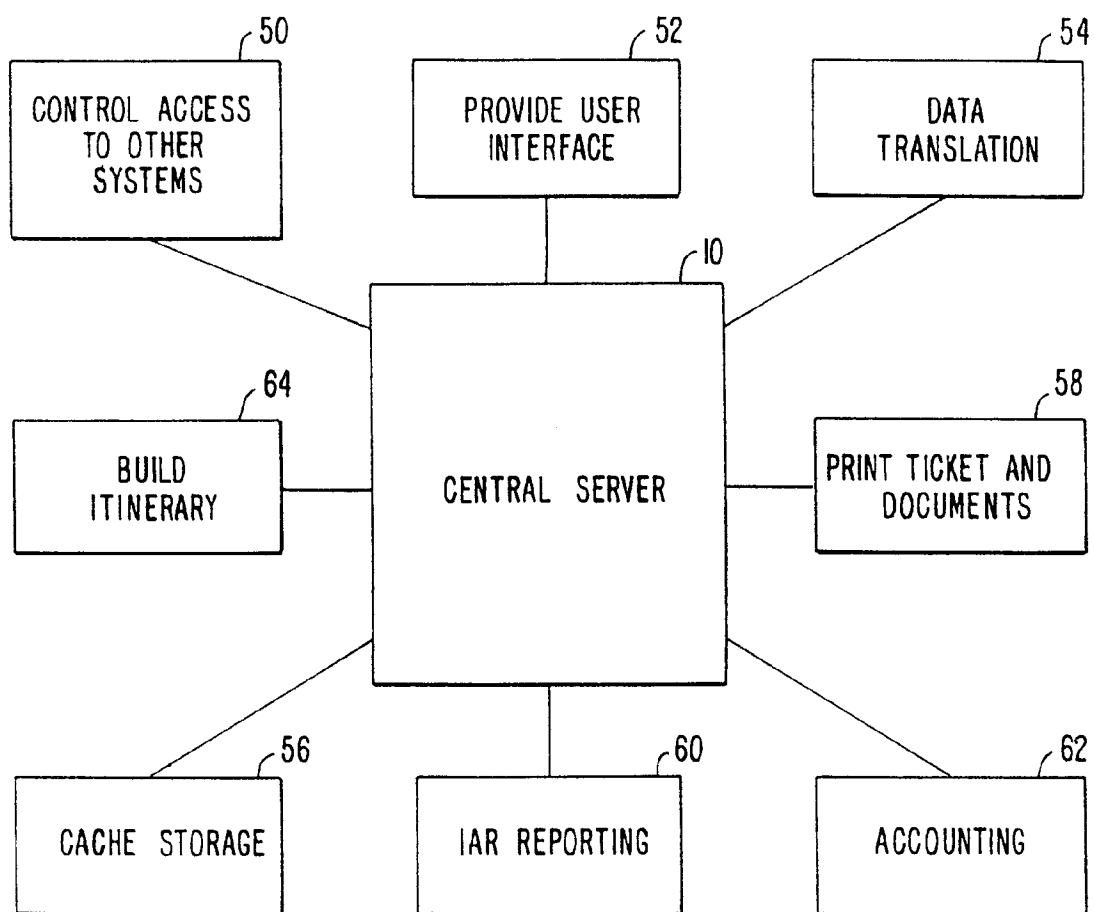 50
CONTROL ACCESS
TO OTHER
SYSTEMS
52
PROVIDE USER
INTERFACE
54
DATA
TRANSLATION
10
CENTRAL SERVER
64
BUILD
ITINERARY
58
PRINT TICKET AND
DOCUMENTS
56
CACHE STORAGE
60
IAR REPORTING
62
ACCOUNTING